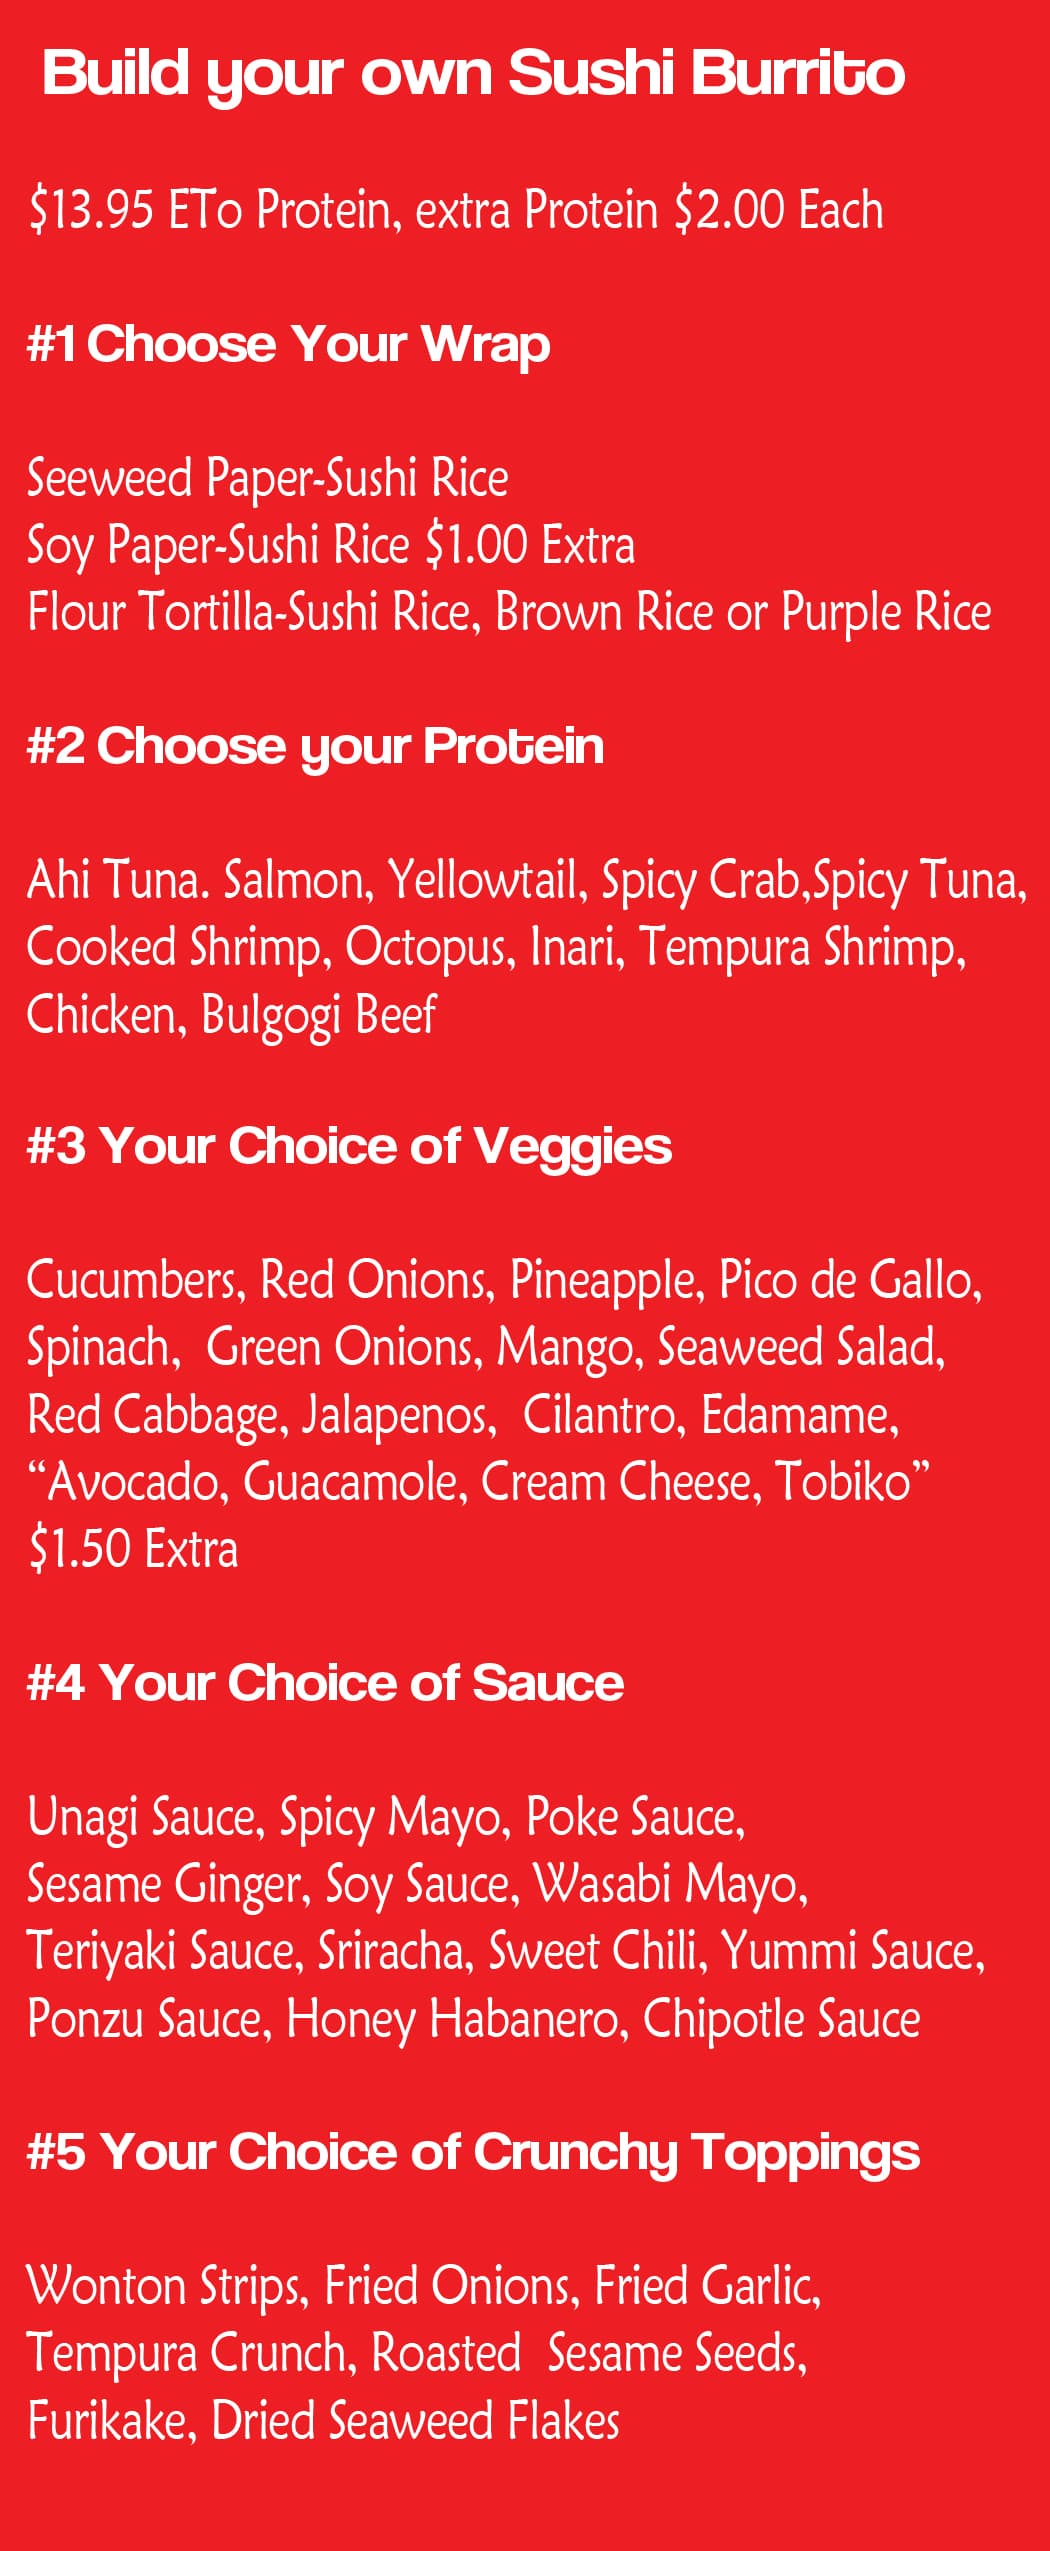 Build your own Sushi Burrito
$13.95 ETo Protein, extra Protein $2.00 Each
#1 Choose Your Wrap
Seeweed Paper-Sushi Rice
Soy Paper-Sushi Rice $1.00 Extra
Flour Tortilla-Sushi Rice, Brown Rice or Purple Rice
#2 Choose your Protein
Ahi Tuna. Salmon, Yellowtail, Spicy Crab,Spicy Tuna,
Cooked Shrimp, Octopus, Inari, Tempura Shrimp,
Chicken, Bulgogi Beef
#3 Your Choice of Veggies
Cucumbers, Red Onions, Pineapple, Pico de Gallo,
Spinach,  Green Onions, Mango, Seaweed Salad,
Red Cabbage, Jalapenos,  Cilantro, Edamame,
“Avocado, Guacamole, Cream Cheese, Tobiko”
$1.50 Extra
#4 Your Choice of Sauce
Unagi Sauce, Spicy Mayo, Poke Sauce,
Sesame Ginger, Soy Sauce, Wasabi Mayo,
Teriyaki Sauce, Sriracha, Sweet Chili, Yummi Sauce,
Ponzu Sauce, Honey Habanero, Chipotle Sauce
#5 Your Choice of Crunchy Toppings
Wonton Strips, Fried Onions, Fried Garlic,
Tempura Crunch, Roasted  Sesame Seeds,
Furikake, Dried Seaweed Flakes